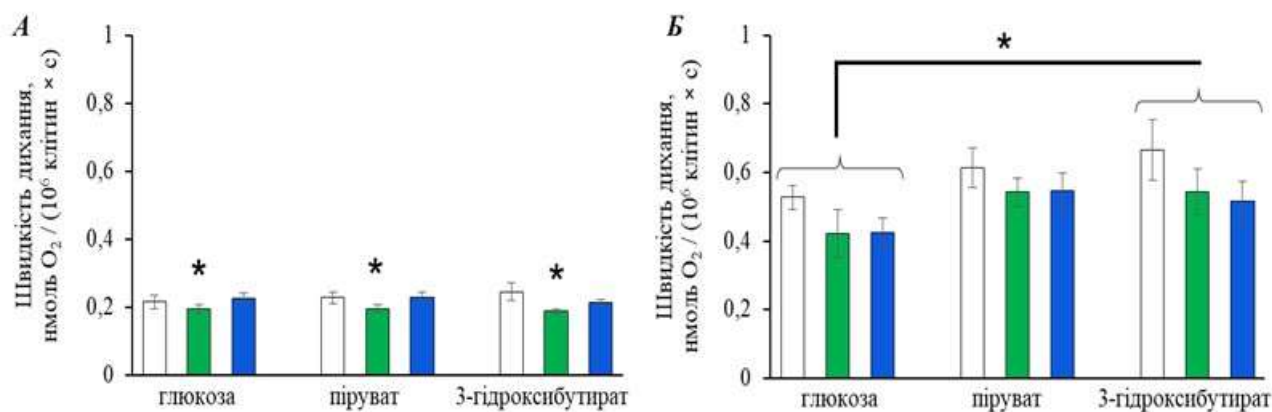 А
Швидкість дихання,
нмоль O₂ / (10⁶ клітин × с)
1
0,8
0,6
0,4
0,2
0
*
*
*
глюкоза
піруват
3-гідроксибутират
Б
Швидкість дихання,
нмоль O₂ / (10⁶ клітин × с)
1
0,8
0,6
0,4
0,2
0
*
глюкоза
піруват
3-гідроксибутират